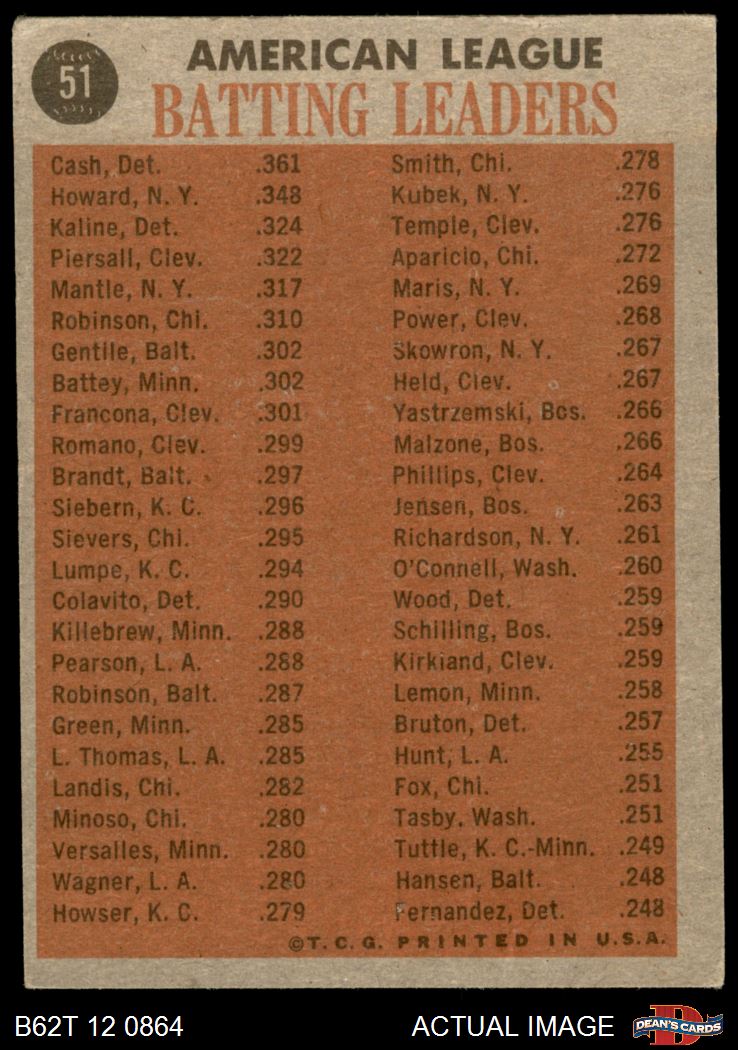 51
AMERICAN LEAGUE
BATTING LEADERS
Cash, Det. .361
Howard, N. Y. .348
Kaline, Det. .324
Piersall, Clev. .322
Mantle, N. Y. .317
Robinson, Chi. .310
Gentile, Balt. .302
Battey, Minn. .302
Francona, Clev. .301
Romano, Clev. .299
Brandt, Balt. .297
Siebern, K. C. .296
Sievers, Chi. .295
Lumpe, K. C. .294
Colavito, Det. .290
Killebrew, Minn. .288
Pearson, L. A. .288
Robinson, Balt. .287
Green, Minn. .285
L. Thomas, L. A. .285
Landis, Chi. .282
Minoso, Chi. .280
Versalles, Minn. .280
Wagner, L. A. .280
Howser, K. C. .279
Smith, Chi. .278
Kubek, N. Y. .276
Temple, Clev. .276
Aparicio, Chi. .272
Maris, N. Y. .269
Power, Clev. .268
Skowron, N. Y. .267
Held, Clev. .267
Yastrzemski, Bos. .266
Malzone, Bos. .266
Phillips, Clev. .264
Jensen, Bos. .263
Richardson, N. Y. .261
O'Connell, Wash. .260
Wood, Det. .259
Schilling, Bos. .259
Kirkland, Clev. .259
Lemon, Minn. .258
Bruton, Det. .257
Hunt, L. A. .255
Fox, Chi. .251
Tasby, Wash. .251
Tuttle, K. C.-Minn. .249
Hansen, Balt. .248
Fernandez, Det. .248
©T. C. G. PRINTED IN U.S.A.
B62T 12 0864
ACTUAL IMAGE
DEAN'S CARDS